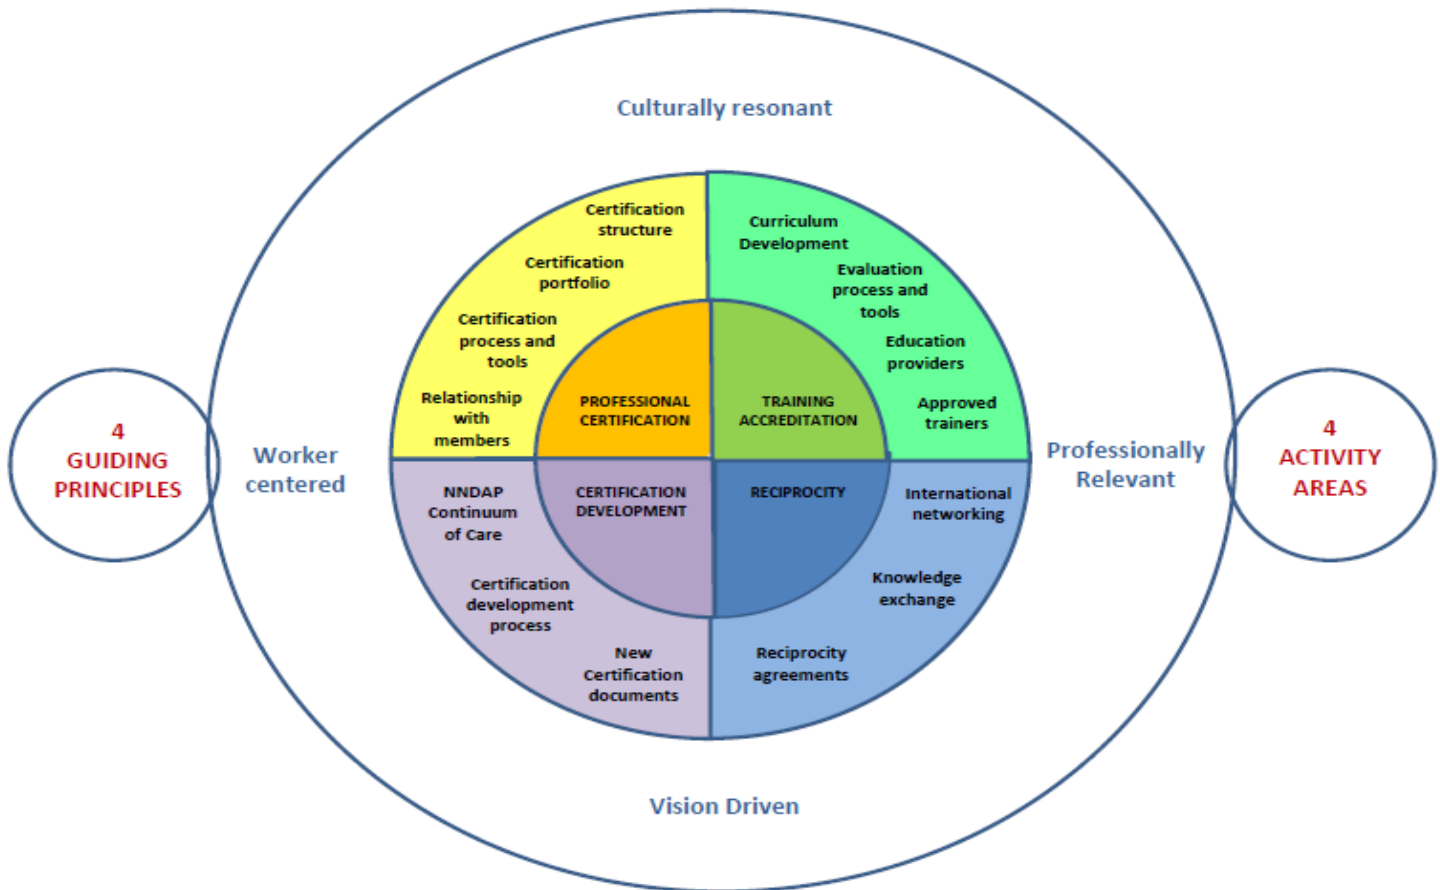 Culturally resonant
Certification
structure
Certification
portfolio
Certification
process and
tools
Relationship
with
members
Curriculum
Development
Evaluation
process and
tools
Education
providers
Approved
trainers
PROFESSIONAL
CERTIFICATION
TRAINING
ACCREDITATION
4
GUIDING
PRINCIPLES
Worker
centered
Professionally
Relevant
4
ACTIVITY
AREAS
NNDAP
Continuum
of Care
Certification
development
process
New
Certification
documents
CERTIFICATION
DEVELOPMENT
RECIPROCITY
International
networking
Knowledge
exchange
Reciprocity
agreements
Vision Driven